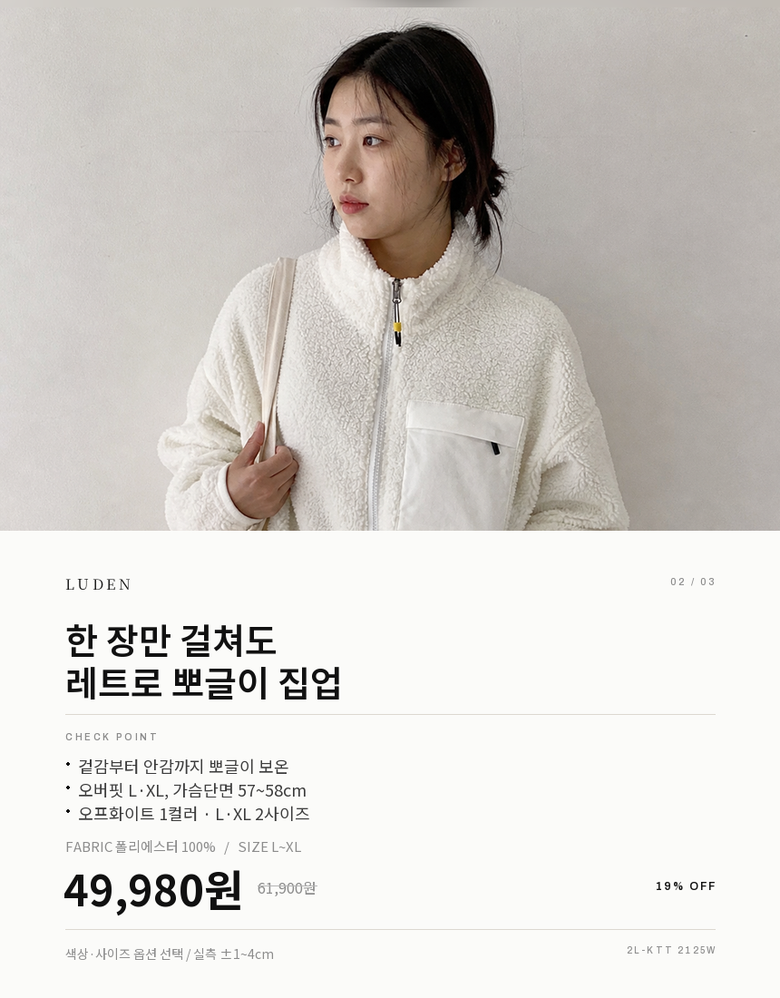 LUDEN
02 / 03
한 장만 걸쳐도
레트로 뽀글이 집업
CHECK POINT
• 겉감부터 안감까지 뽀글이 보온
• 오버핏 L·XL, 가슴단면 57~58cm
• 오프화이트 1컬러 · L·XL 2사이즈
FABRIC 폴리에스터 100% / SIZE L~XL
49,980원 61,900원
19% OFF
색상·사이즈 옵션 선택 / 실측 ±1~4cm
2L-KTT 2125W